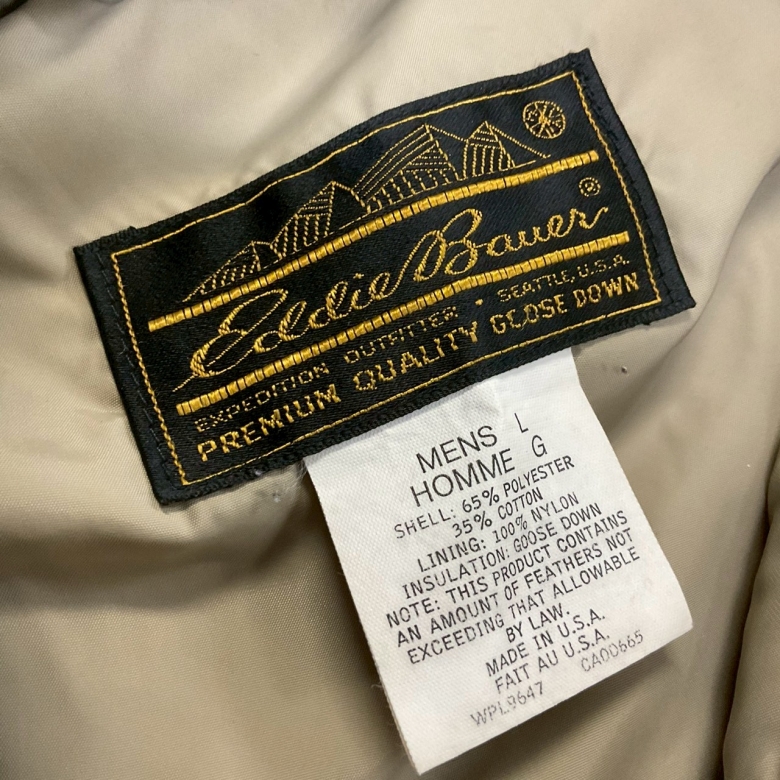 Eddie Bauer®
EXPEDITION OUTFITTER · SEATTLE, U.S.A.
PREMIUM QUALITY GOOSE DOWN
MENS L
HOMME G
SHELL: 65% POLYESTER
35% COTTON
LINING: 100% NYLON
INSULATION: GOOSE DOWN
NOTE: THIS PRODUCT CONTAINS
AN AMOUNT OF FEATHERS NOT
EXCEEDING THAT ALLOWABLE
BY LAW.
MADE IN U.S.A.
FAIT AU U.S.A.
WPL9647 CA00665